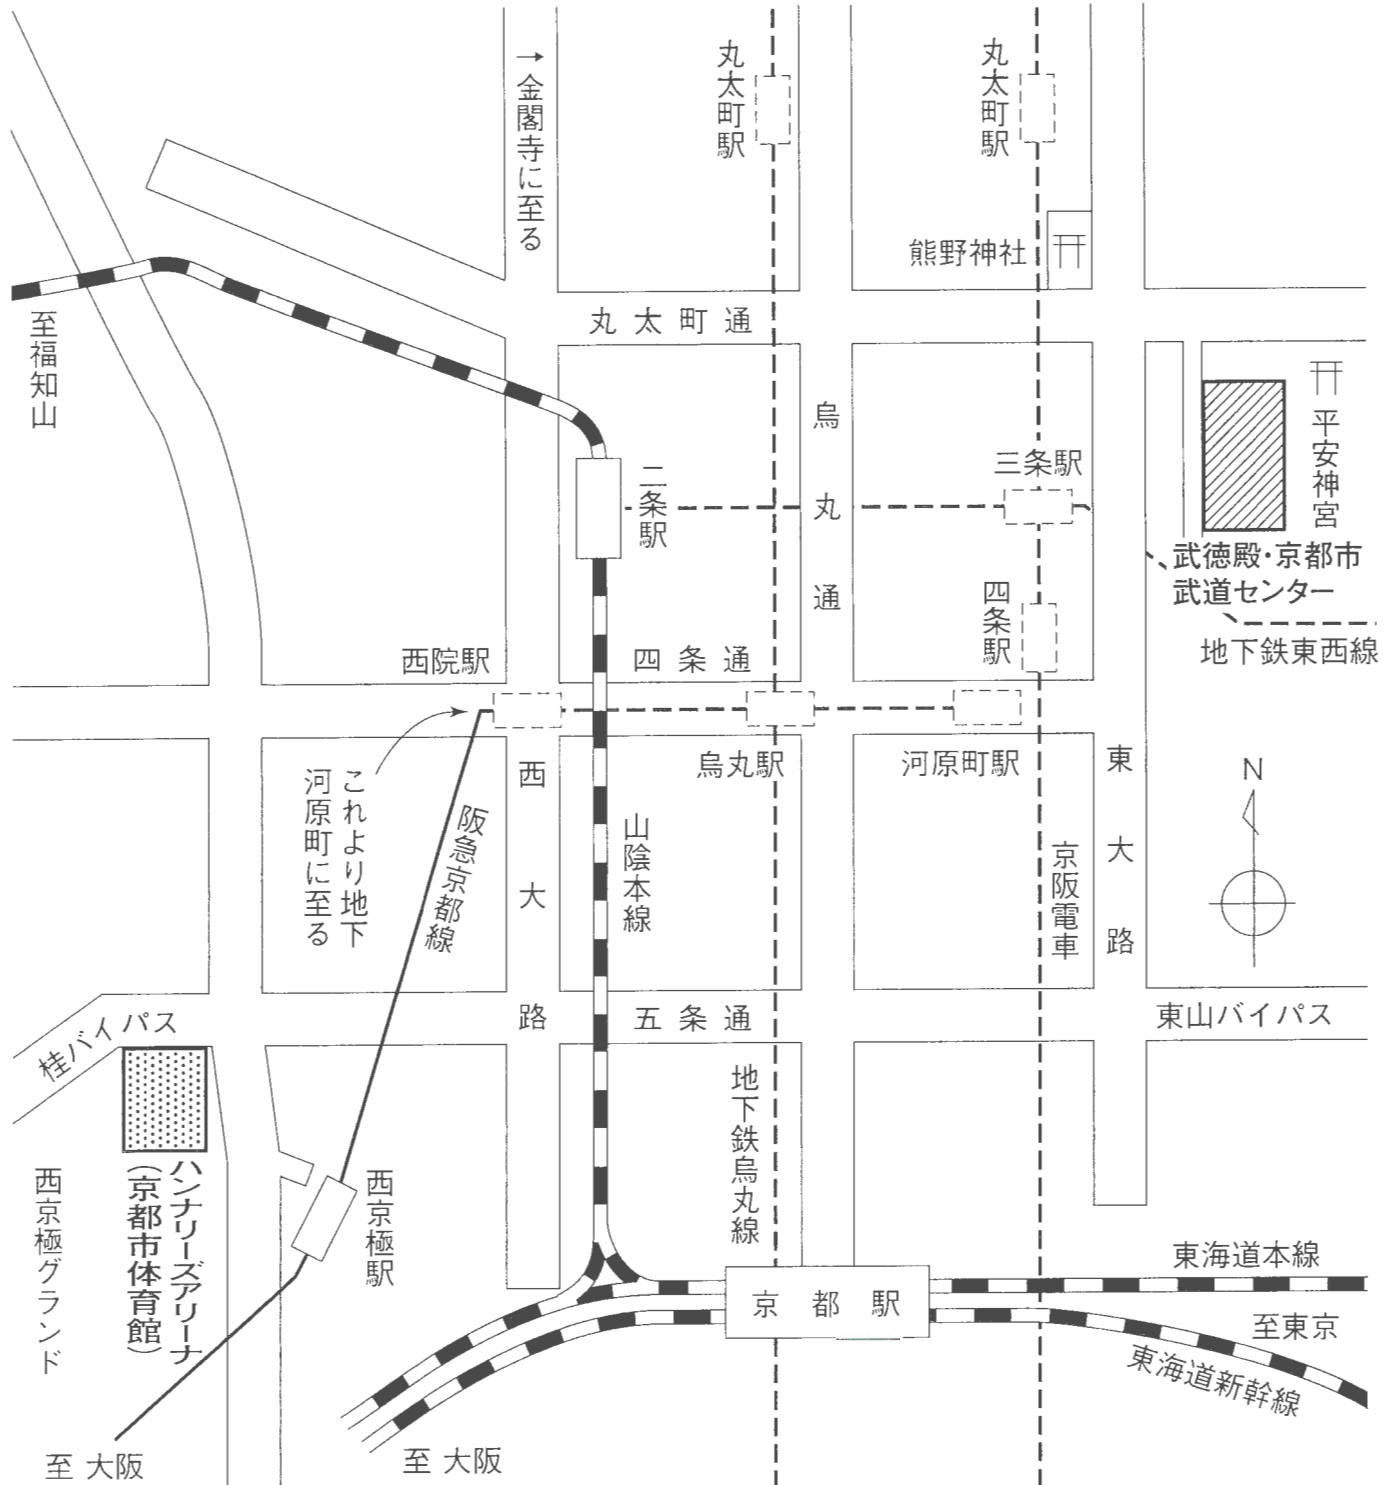 →金閣寺に至る
丸太町駅
丸太町駅
熊野神社
丸太町通
至福知山
烏丸通
三条駅
平安神宮
二条駅
武徳殿・京都市
武道センター
四条駅
地下鉄東西線
西院駅
四条通
烏丸駅
河原町駅
これより地下
河原町に至る
阪急京都線
西大路
山陰本線
京阪電車
東大路
N
桂バイパス
五条通
東山バイパス
地下鉄烏丸線
西京極グランド
ハンナリーズアリーナ
(京都市体育館)
西京極駅
京都駅
東海道本線
至東京
東海道新幹線
至 大阪
至 大阪